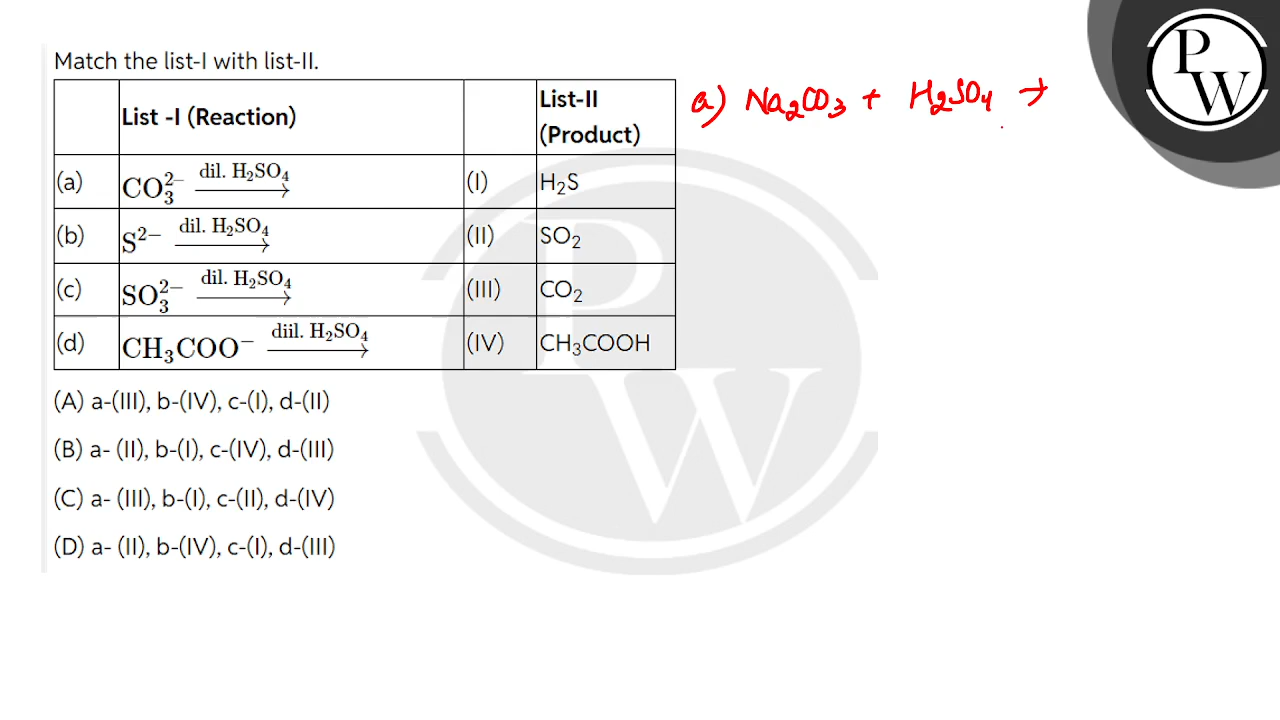 Match the list-I with list-II.
List -I (Reaction) List-II (Product)
(a) CO₃²⁻ dil. H₂SO₄ → (I) H₂S
(b) S²⁻ dil. H₂SO₄ → (II) SO₂
(c) SO₃²⁻ dil. H₂SO₄ → (III) CO₂
(d) CH₃COO⁻ diil. H₂SO₄ → (IV) CH₃COOH
(A) a-(III), b-(IV), c-(I), d-(II)
(B) a- (II), b-(I), c-(IV), d-(III)
(C) a- (III), b-(I), c-(II), d-(IV)
(D) a- (II), b-(IV), c-(I), d-(III)
a) Na₂CO₃ + H₂SO₄ →
PW
PW